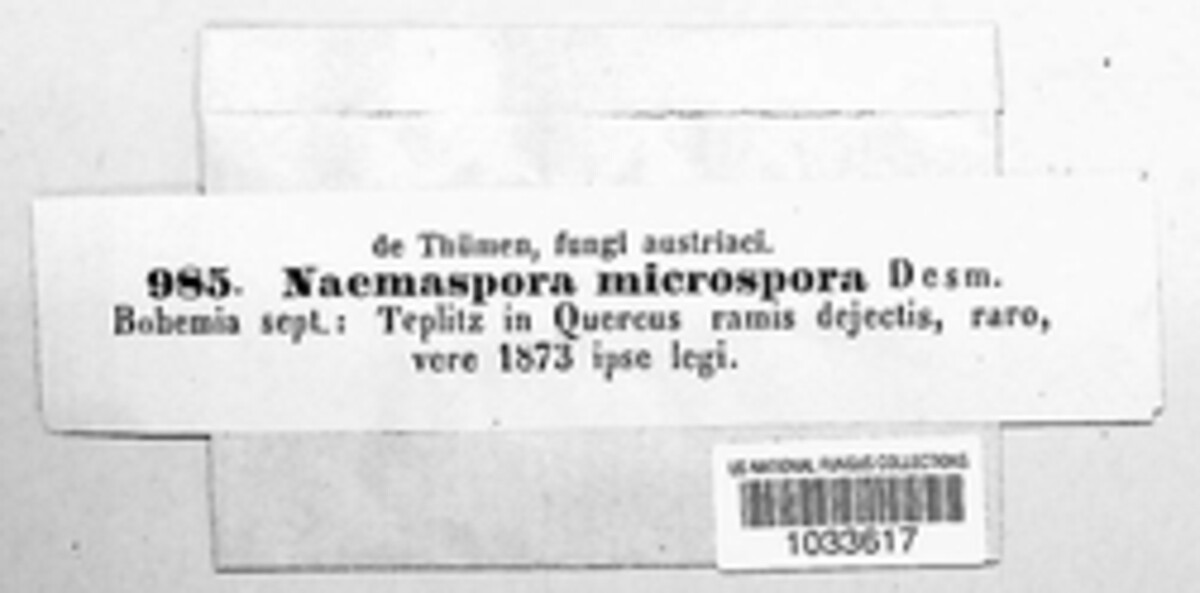 de Thümen, fungi austriaci.
985. Naemaspora microspora Desm.
Bohemia sept.: Teplitz in Quercus ramis dejectis, raro,
vere 1873 ipse legi.
US NATIONAL FUNGUS COLLECTIONS
1033617